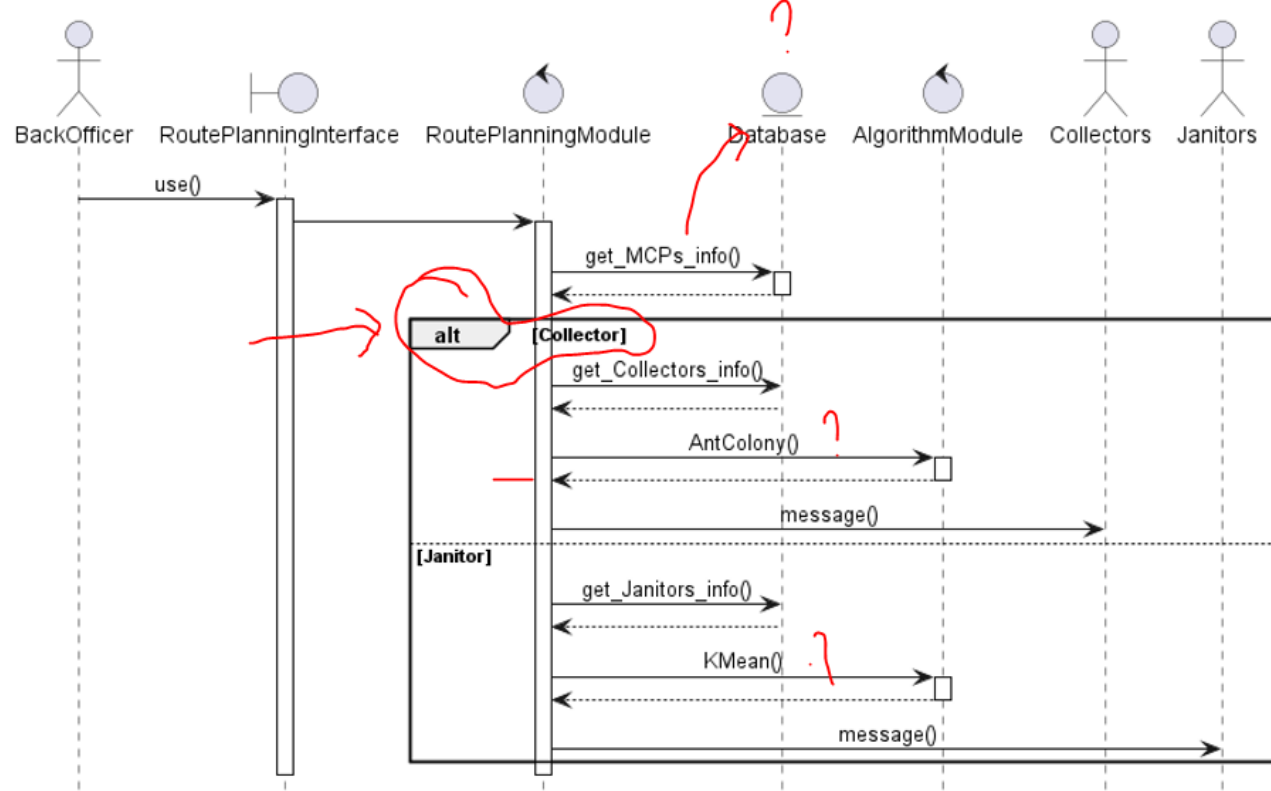 ?
BackOfficer RoutePlanningInterface RoutePlanningModule Database AlgorithmModule Collectors Janitors
use()
get_MCPs_info()
alt [Collector]
get_Collectors_info()
?
AntColony()
message()
[Janitor]
get_Janitors_info()
?
KMean()
message()